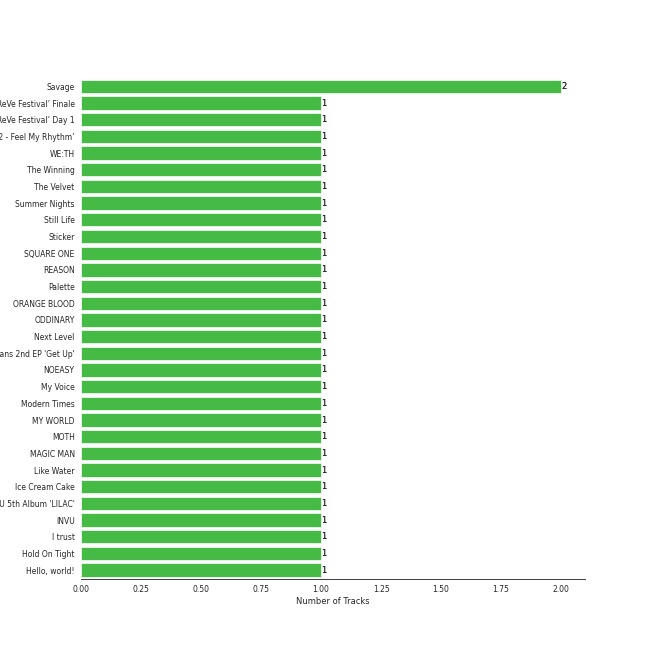 Savage 2
ReVe Festival’ Finale 1
ReVe Festival’ Day 1 1
2 - Feel My Rhythm’ 1
WE:TH 1
The Winning 1
The Velvet 1
Summer Nights 1
Still Life 1
Sticker 1
SQUARE ONE 1
REASON 1
Palette 1
ORANGE BLOOD 1
ODDINARY 1
Next Level 1
ans 2nd EP 'Get Up' 1
NOEASY 1
My Voice 1
Modern Times 1
MY WORLD 1
MOTH 1
MAGIC MAN 1
Like Water 1
Ice Cream Cake 1
U 5th Album 'LILAC' 1
INVU 1
I trust 1
Hold On Tight 1
Hello, world! 1
0.00 0.25 0.50 0.75 1.00 1.25 1.50 1.75 2.00
Number of Tracks